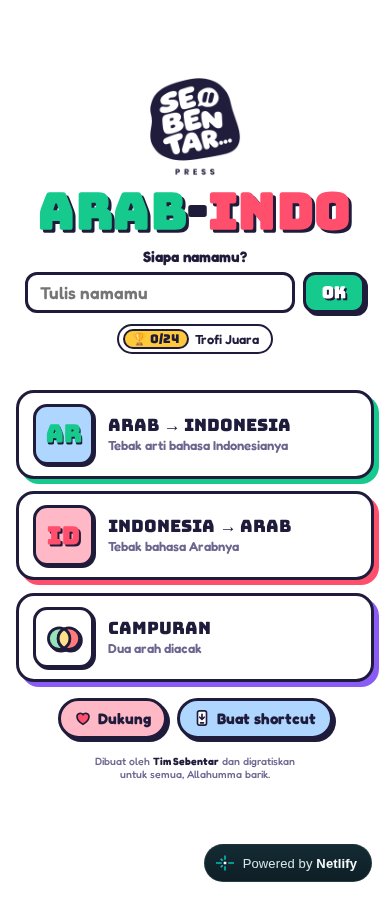 SE
BEN
TAR...
PRESS
ARAB-INDO
Siapa namamu?
Tulis namamu
OK
🏆 0/24 Trofi Juara
AR
ARAB → INDONESIA
Tebak arti bahasa Indonesianya
ID
INDONESIA → ARAB
Tebak bahasa Arabnya
CAMPURAN
Dua arah diacak
Dukung
Buat shortcut
Dibuat oleh Tim Sebentar dan digratiskan
untuk semua, Allahumma barik.
Powered by Netlify